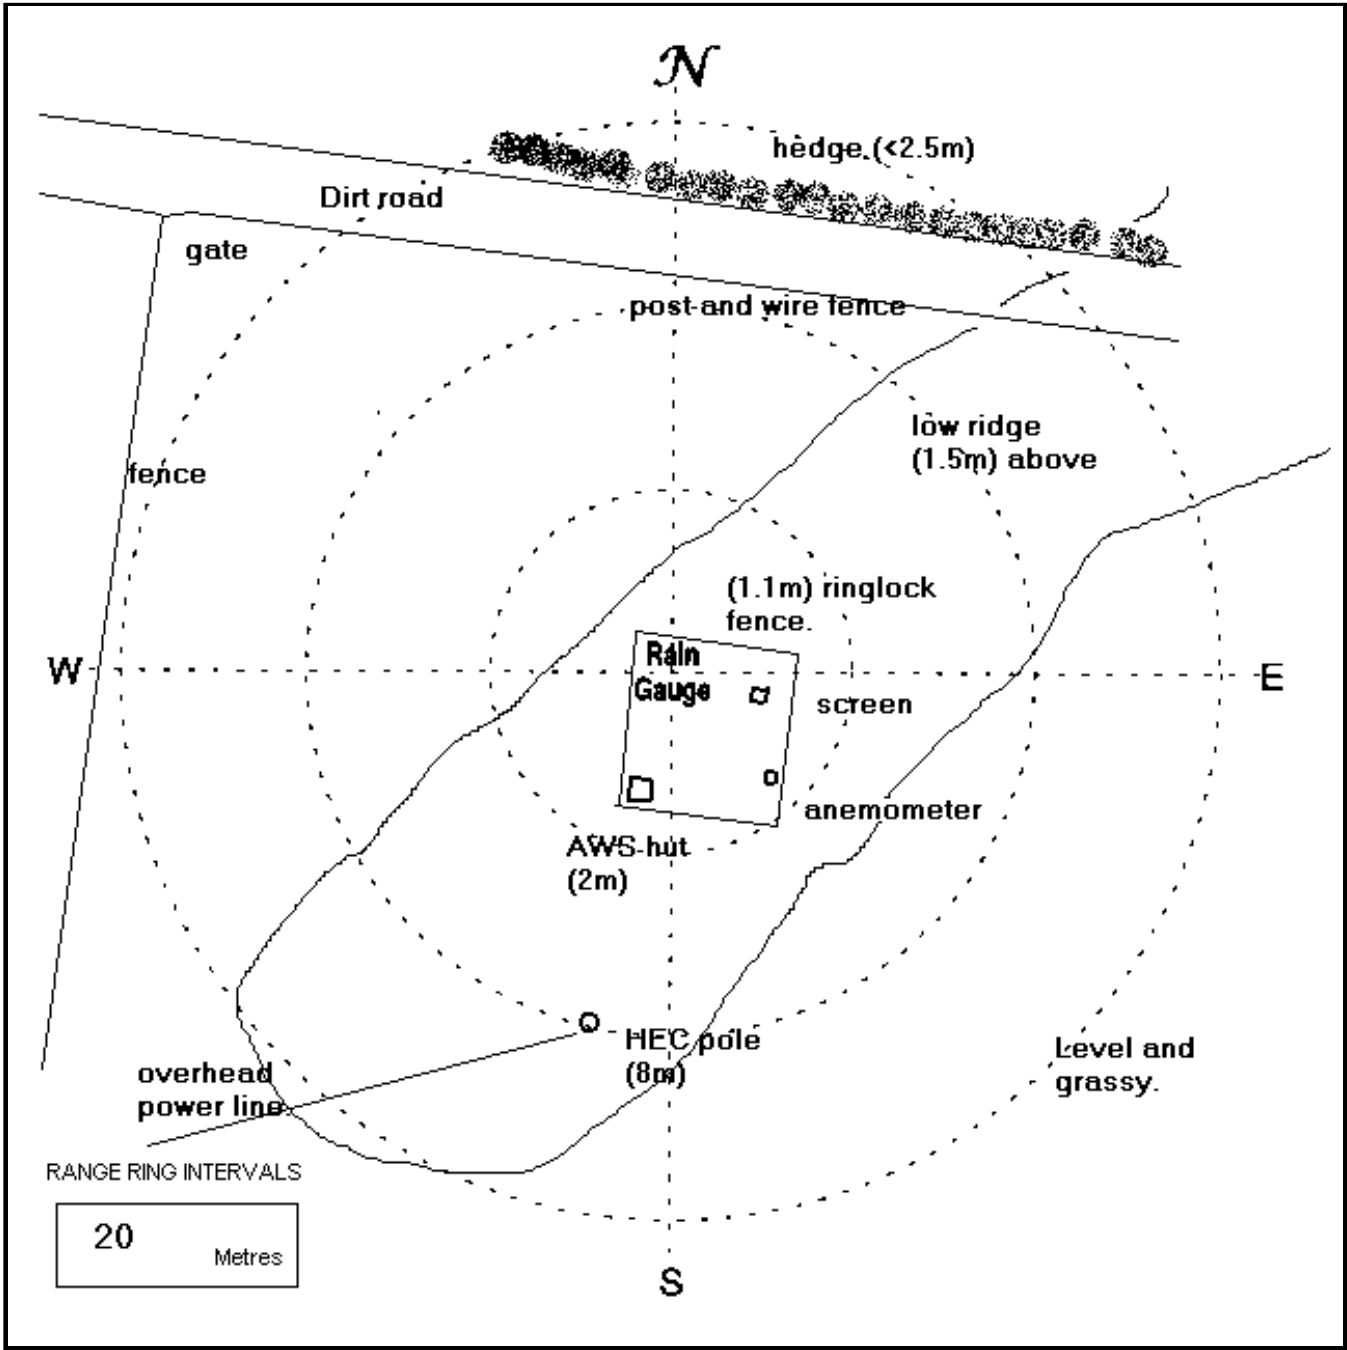 N
hedge (<2.5m)
Dirt road
gate
post and wire fence
low ridge
(1.5m) above
fence
(1.1m) ringlock
fence.
Rain
Gauge
W
E
screen
anemometer
AWS-hut
(2m)
HEC pole
(8m)
Level and
grassy.
overhead
power line.
RANGE RING INTERVALS
20
Metres
S